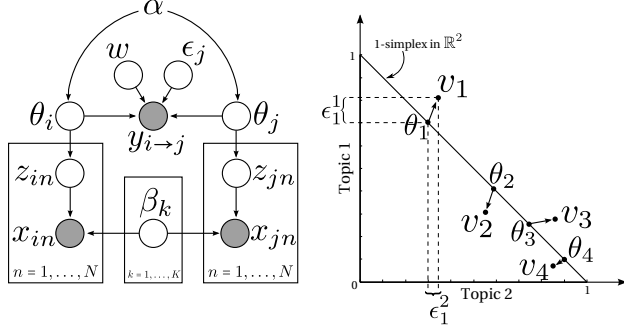 α
w
ϵ_j
θ_i
θ_j
y_{i→j}
z_{in}
z_{jn}
β_k
x_{in}
x_{jn}
n = 1, . . . , N
k = 1, . . . , K
n = 1, . . . , N
1
1-simplex in ℝ²
v_1
ϵ_1^1
θ_1
Topic 1
θ_2
v_2
v_3
θ_3
θ_4
v_4
0
Topic 2
1
ϵ_1^2